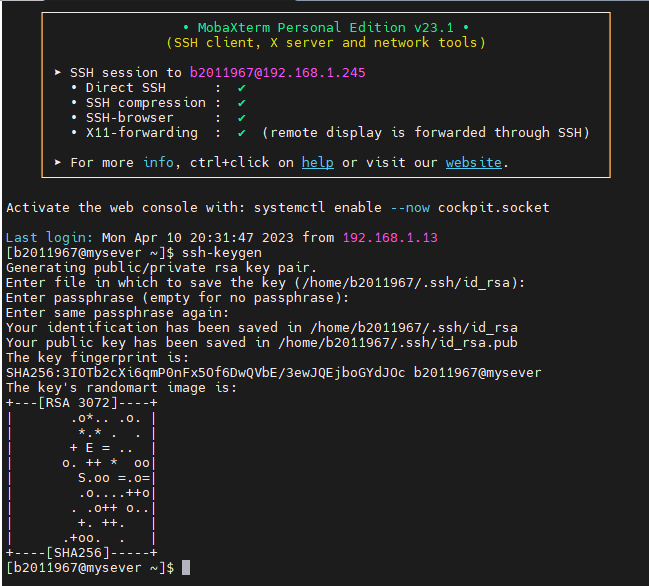 • MobaXterm Personal Edition v23.1 •
(SSH client, X server and network tools)
➤ SSH session to b2011967@192.168.1.245
• Direct SSH : ✔
• SSH compression : ✔
• SSH-browser : ✔
• X11-forwarding : ✔ (remote display is forwarded through SSH)
➤ For more info, ctrl+click on help or visit our website.
Activate the web console with: systemctl enable --now cockpit.socket
Last login: Mon Apr 10 20:31:47 2023 from 192.168.1.13
[b2011967@mysever ~]$ ssh-keygen
Generating public/private rsa key pair.
Enter file in which to save the key (/home/b2011967/.ssh/id_rsa):
Enter passphrase (empty for no passphrase):
Enter same passphrase again:
Your identification has been saved in /home/b2011967/.ssh/id_rsa
Your public key has been saved in /home/b2011967/.ssh/id_rsa.pub
The key fingerprint is:
SHA256:3IOTb2cXi6qmP0nFx5Of6DwQVbE/3ewJQEjboGYdJOc b2011967@mysever
The key's randomart image is:
+---[RSA 3072]----+
|       .o*.. .o. |
|        *.* .  . |
|       + E = ..  |
|      o. ++ *  oo|
|        S.oo =.o=|
|        .o....++o|
|       . .o++ o..|
|        +. ++.   |
|      .+oo.  .   |
+----[SHA256]-----+
[b2011967@mysever ~]$